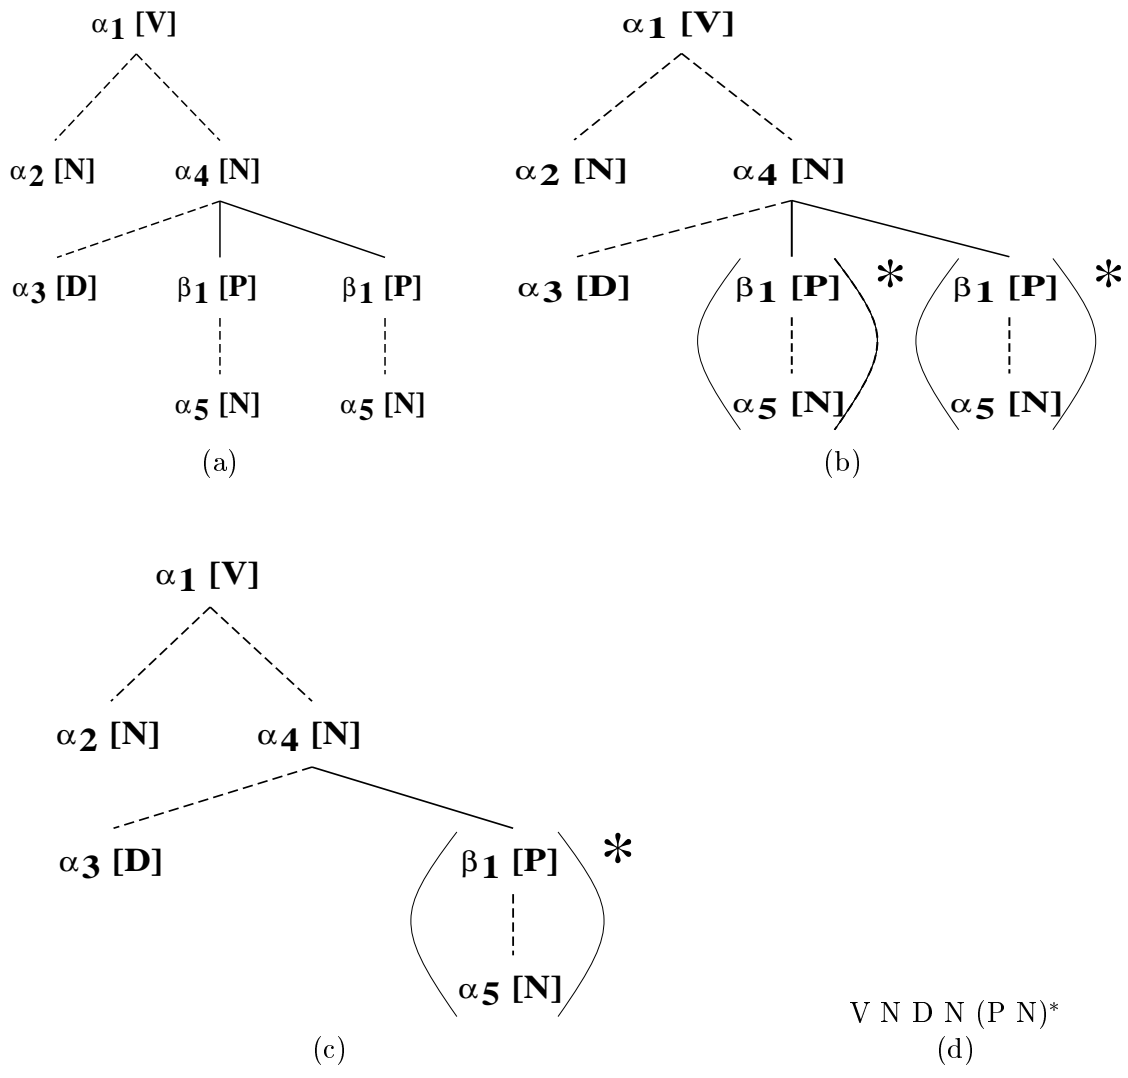 α1 [V]
α2 [N] α4 [N]
α3 [D] β1 [P] β1 [P]
α5 [N] α5 [N]
(a)
α1 [V]
α2 [N] α4 [N]
α3 [D] (β1 [P] )* (β1 [P] )*
α5 [N] α5 [N]
(b)
α1 [V]
α2 [N] α4 [N]
α3 [D] (β1 [P] )*
α5 [N]
(c)
V N D N (P N)*
(d)